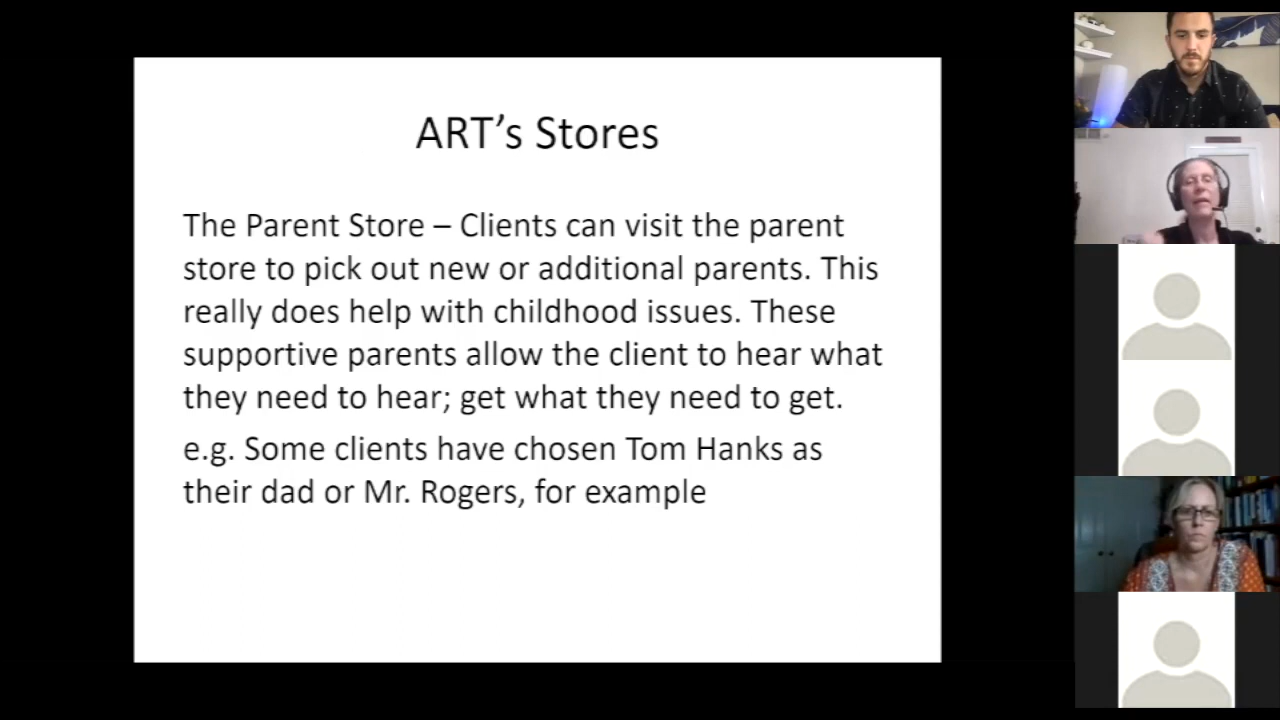 ART’s Stores
The Parent Store – Clients can visit the parent
store to pick out new or additional parents. This
really does help with childhood issues. These
supportive parents allow the client to hear what
they need to hear; get what they need to get.
e.g. Some clients have chosen Tom Hanks as
their dad or Mr. Rogers, for example